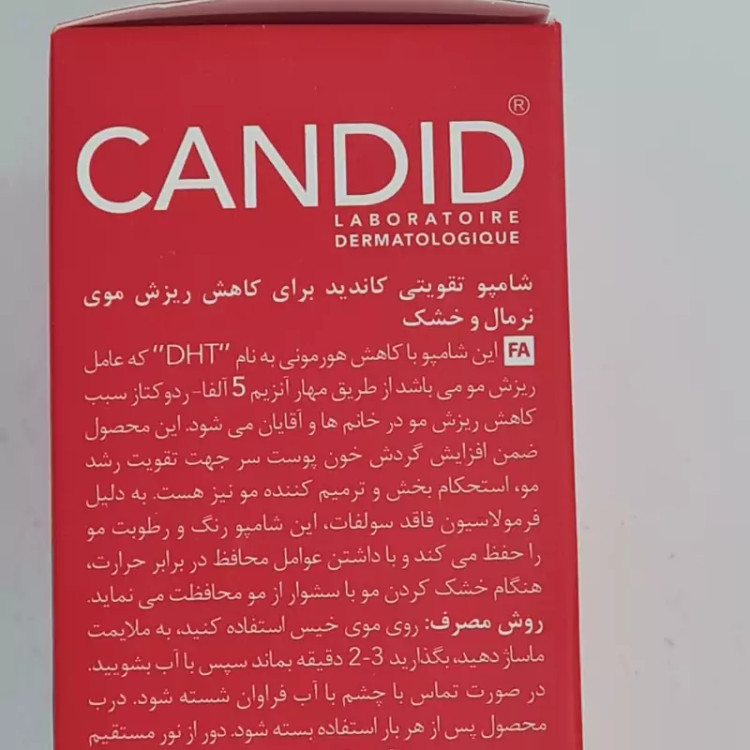 CANDID®
LABORATOIRE
DERMATOLOGIQUE
شامپو تقویتی کاندید برای کاهش ریزش موی
نرمال و خشک
FA این شامپو با کاهش هورمونی به نام "DHT" که عامل
ریزش مو می باشد از طریق مهار آنزیم 5 آلفا- ردوکتاز سبب
کاهش ریزش مو در خانم ها و آقایان می شود. این محصول
ضمن افزایش گردش خون پوست سر جهت تقویت رشد
مو، استحکام بخش و ترمیم کننده مو نیز هست. به دلیل
فرمولاسیون فاقد سولفات، این شامپو رنگ و رطوبت مو
را حفظ می کند و با داشتن عوامل محافظ در برابر حرارت،
هنگام خشک کردن مو با سشوار از مو محافظت می نماید.
روش مصرف: روی موی خیس استفاده کنید، به ملایمت
ماساژ دهید، بگذارید 3-2 دقیقه بماند سپس با آب بشویید.
در صورت تماس با چشم با آب فراوان شسته شود. درب
محصول پس از هر بار استفاده بسته شود. دور از نور مستقیم